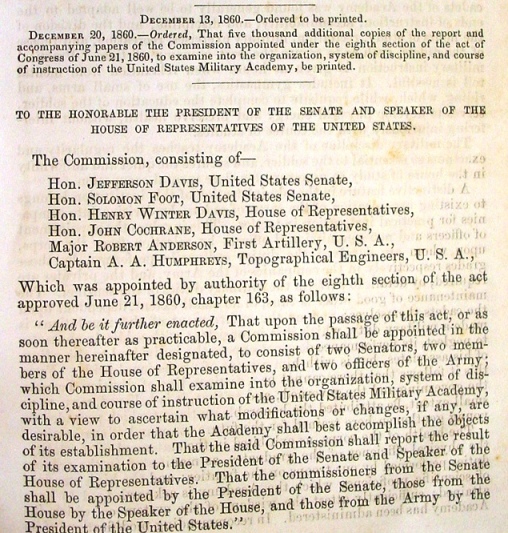 DECEMBER 13, 1860.—Ordered to be printed.
DECEMBER 20, 1860.—Ordered, That five thousand additional copies of the report and
accompanying papers of the Commission appointed under the eighth section of the act of
Congress of June 21, 1860, to examine into the organization, system of discipline, and course
of instruction of the United States Military Academy, be printed.
TO THE HONORABLE THE PRESIDENT OF THE SENATE AND SPEAKER OF THE
HOUSE OF REPRESENTATIVES OF THE UNITED STATES.
The Commission, consisting of—
Hon. JEFFERSON DAVIS, United States Senate,
Hon. SOLOMON FOOT, United States Senate,
Hon. HENRY WINTER DAVIS, House of Representatives,
Hon. JOHN COCHRANE, House of Representatives,
Major ROBERT ANDERSON, First Artillery, U. S. A.,
Captain A. A. HUMPHREYS, Topographical Engineers, U. S. A.,
Which was appointed by authority of the eighth section of the act
approved June 21, 1860, chapter 163, as follows:
"And be it further enacted, That upon the passage of this act, or as
soon thereafter as practicable, a Commission shall be appointed in the
manner hereinafter designated, to consist of two Senators, two mem-
bers of the House of Representatives, and two officers of the Army;
which Commission shall examine into the organization, system of dis-
cipline, and course of instruction of the United States Military Academy,
with a view to ascertain what modifications or changes, if any, are
desirable, in order that the Academy shall best accomplish the objects
of its establishment. That the said Commission shall report the result
of its examination to the President of the Senate and Speaker of the
House of Representatives. That the commissioners from the Senate
shall be appointed by the President of the Senate, those from the
House by the Speaker of the House, and those from the Army by the
President of the United States."